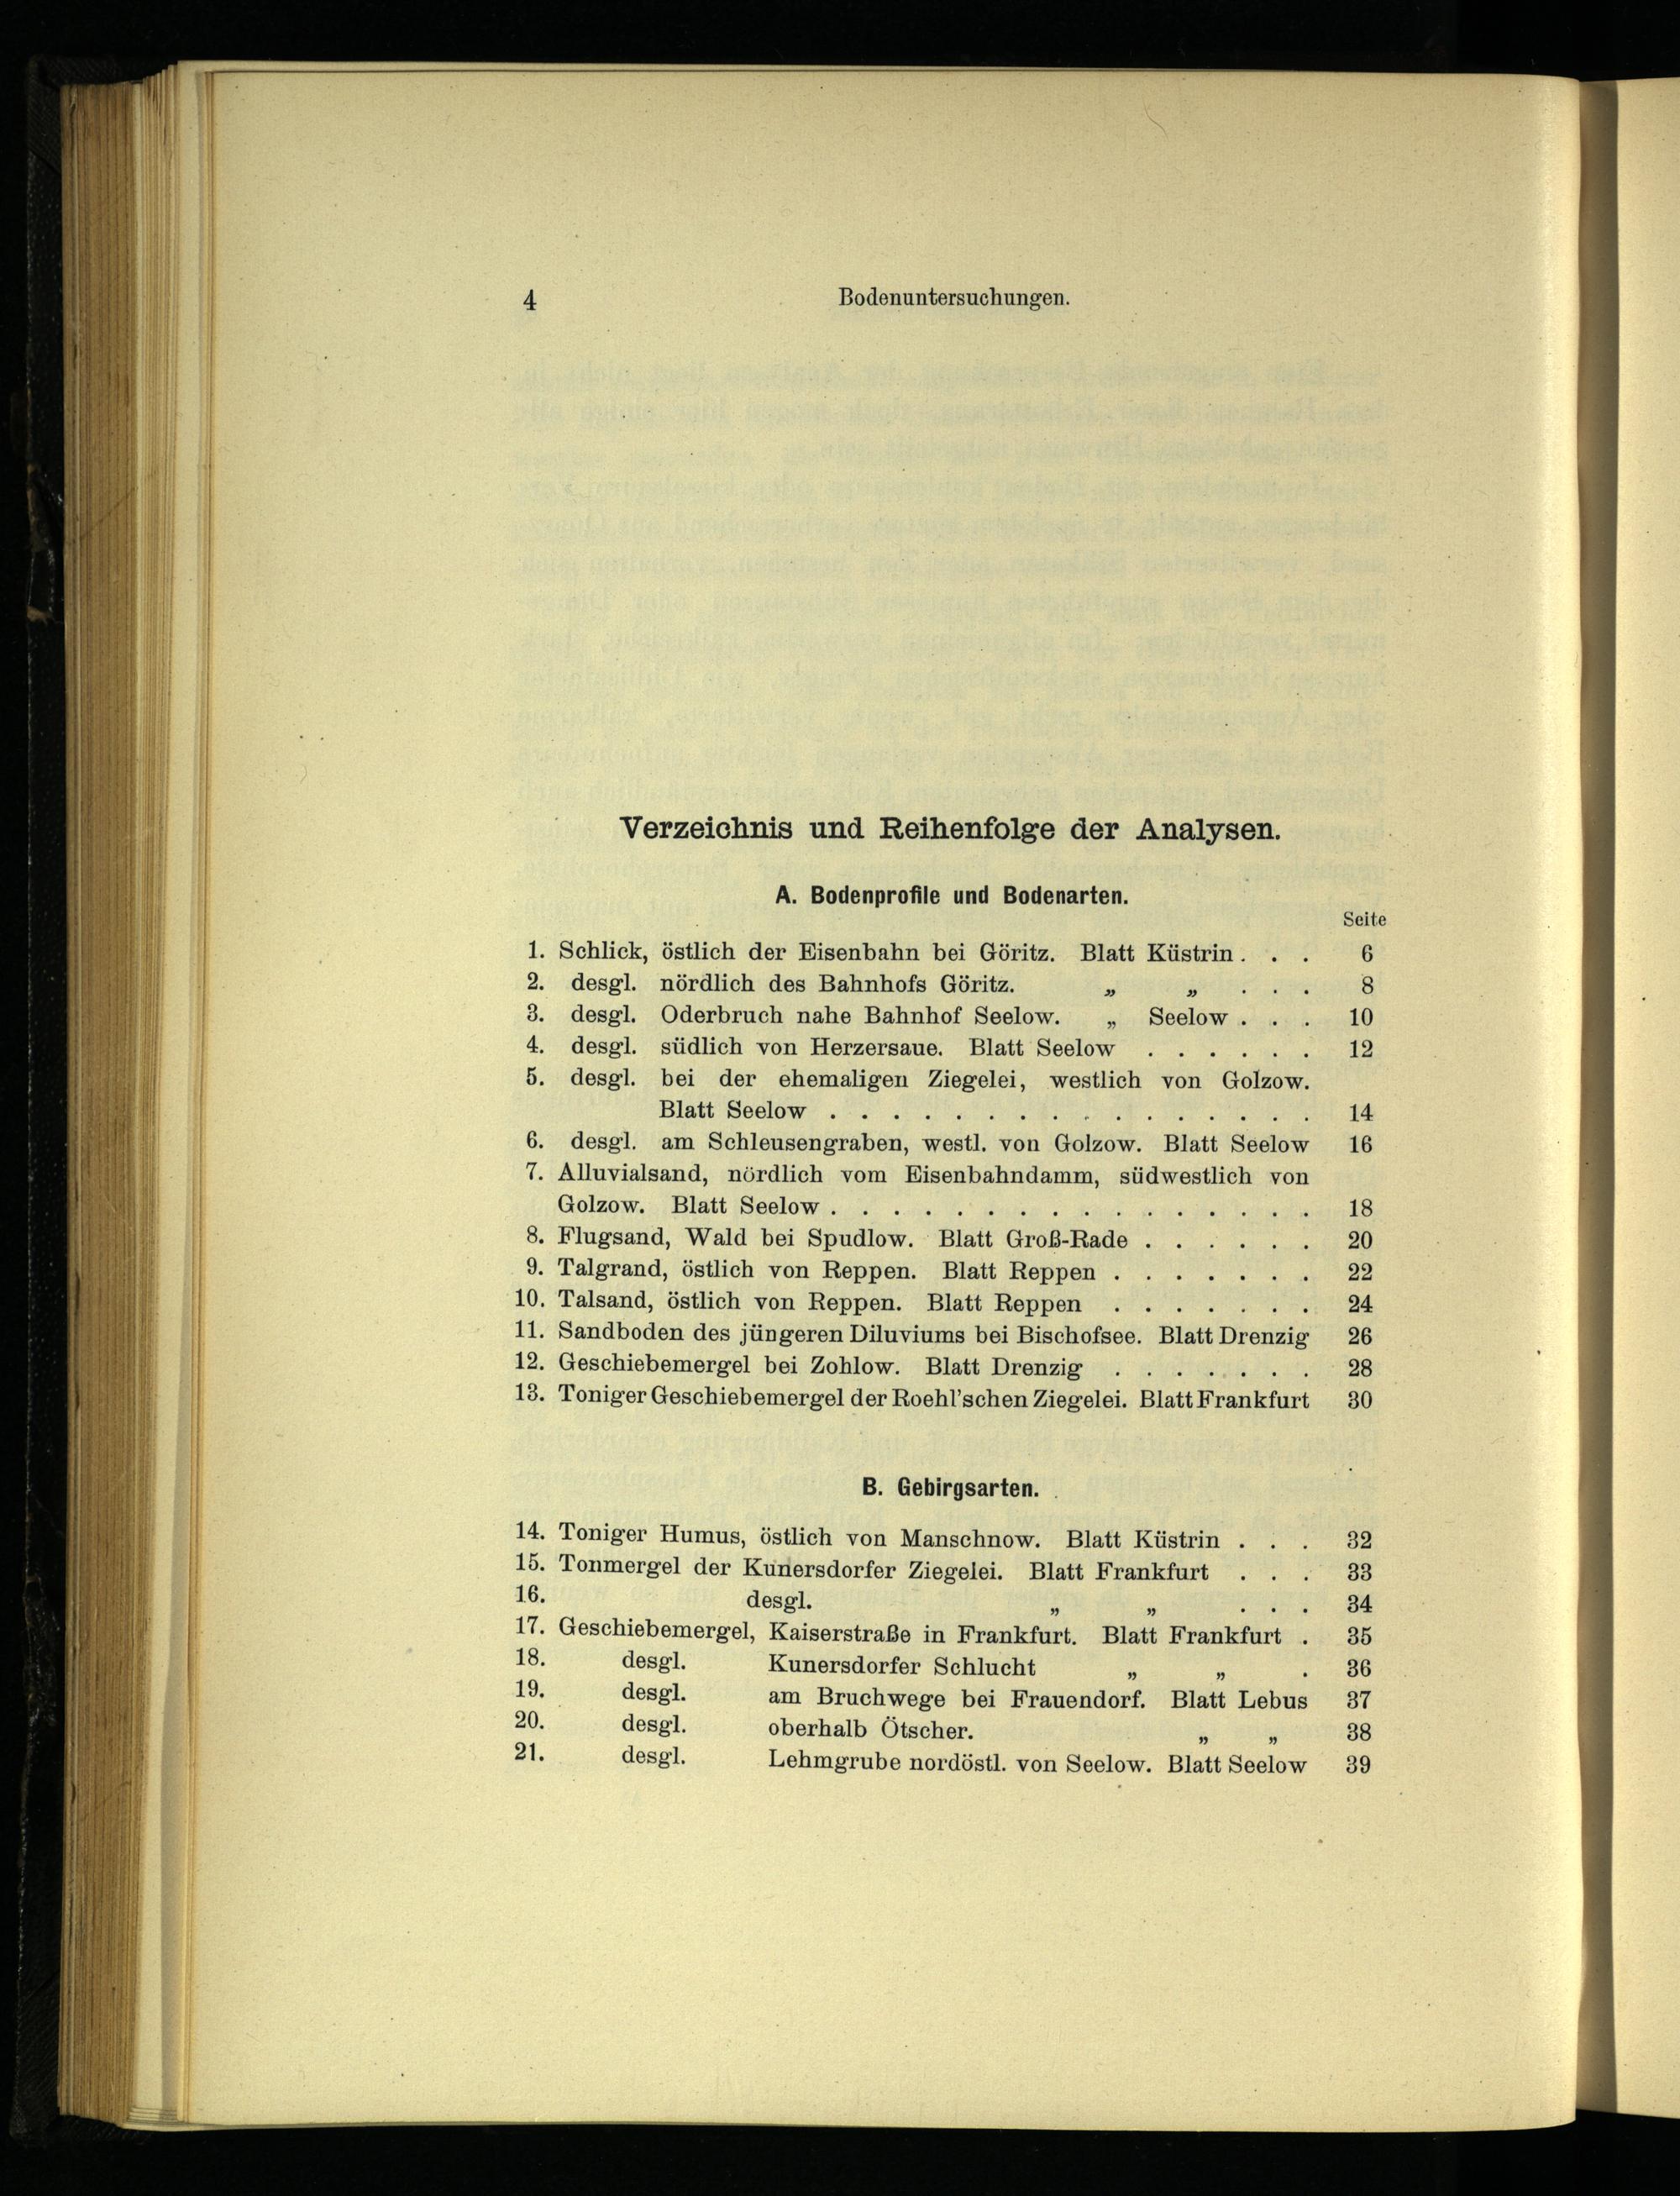 4 Bodenuntersuchungen.
Verzeichnis und Reihenfolge der Analysen.
A. Bodenprofile und Bodenarten.
Seite
1. Schlick, östlich der Eisenbahn bei Göritz. Blatt Küstrin . . . 6
2. desgl. nördlich des Bahnhofs Göritz. „ „ . . . 8
3. desgl. Oderbruch nahe Bahnhof Seelow. „ Seelow . . . 10
4. desgl. südlich von Herzersaue. Blatt Seelow . . . . . . 12
5. desgl. bei der ehemaligen Ziegelei, westlich von Golzow.
Blatt Seelow . . . . . . . . . . . . . . . . 14
6. desgl. am Schleusengraben, westl. von Golzow. Blatt Seelow 16
7. Alluvialsand, nördlich vom Eisenbahndamm, südwestlich von
Golzow. Blatt Seelow . . . . . . . . . . . . . . . . 18
8. Flugsand, Wald bei Spudlow. Blatt Groß-Rade . . . . . . 20
9. Talgrand, östlich von Reppen. Blatt Reppen . . . . . . . 22
10. Talsand, östlich von Reppen. Blatt Reppen . . . . . . . 24
11. Sandboden des jüngeren Diluviums bei Bischofsee. Blatt Drenzig 26
12. Geschiebemergel bei Zohlow. Blatt Drenzig . . . . . . . 28
13. Toniger Geschiebemergel der Roehl'schen Ziegelei. Blatt Frankfurt 30
B. Gebirgsarten.
14. Toniger Humus, östlich von Manschnow. Blatt Küstrin . . . 32
15. Tonmergel der Kunersdorfer Ziegelei. Blatt Frankfurt . . . 33
16. desgl. „ „ . . . 34
17. Geschiebemergel, Kaiserstraße in Frankfurt. Blatt Frankfurt . 35
18. desgl. Kunersdorfer Schlucht „ „ . 36
19. desgl. am Bruchwege bei Frauendorf. Blatt Lebus 37
20. desgl. oberhalb Ötscher. „ „ 38
21. desgl. Lehmgrube nordöstl. von Seelow. Blatt Seelow 39